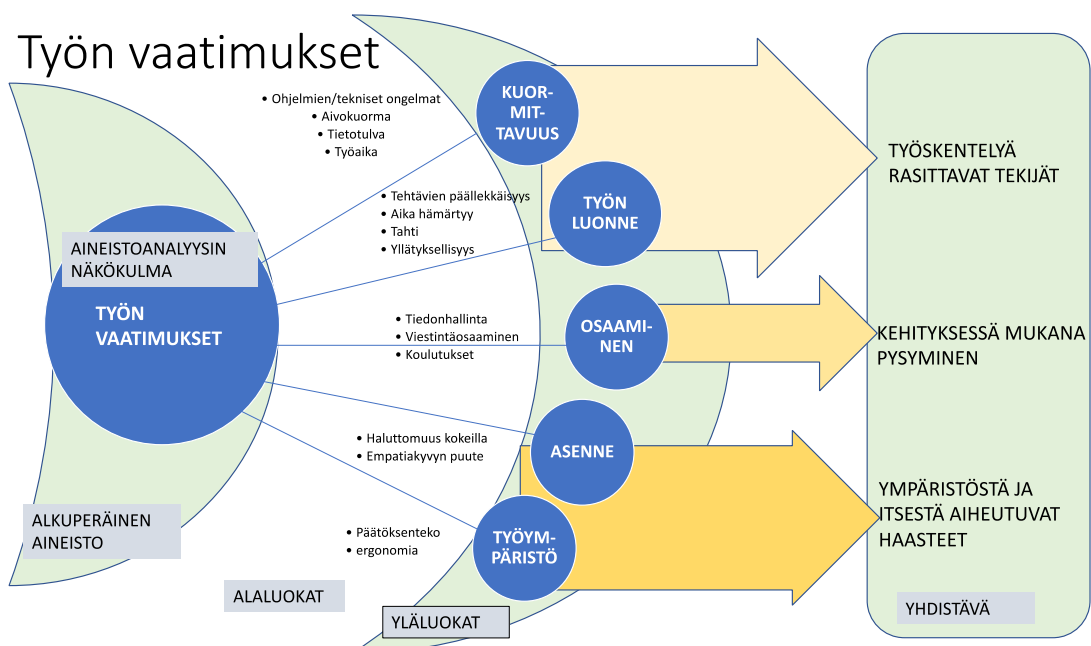 Työn vaatimukset
• Ohjelmien/tekniset ongelmat
• Aivokuorma
• Tietotulva
• Työaika
KUOR-
MIT-
TAVUUS
• Tehtävien päällekkäisyys
• Aika hämärtyy
• Tahti
• Yllätyksellisyys
TYÖN
LUONNE
TYÖSKENTELYÄ
RASITTAVAT TEKIJÄT
AINEISTOANALYYSIN
NÄKÖKULMA
TYÖN
VAATIMUKSET
• Tiedonhallinta
• Viestintäosaaminen
• Koulutukset
OSAAMI-
NEN
KEHITYKSESSÄ MUKANA
PYSYMINEN
• Haluttomuus kokeilla
• Empatiakyvyn puute
ASENNE
• Päätöksenteko
• ergonomia
TYÖYM-
PÄRISTÖ
YMPÄRISTÖSTÄ JA
ITSESTÄ AIHEUTUVAT
HAASTEET
ALKUPERÄINEN
AINEISTO
ALALUOKAT
YLÄLUOKAT
YHDISTÄVÄ